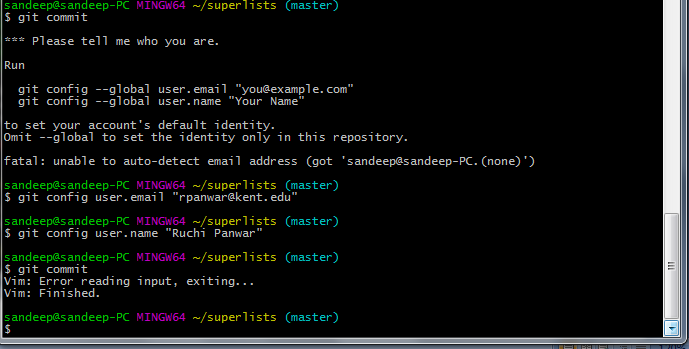 sandeep@sandeep-PC MINGW64 ~/superlists (master)
$ git commit
*** Please tell me who you are.
Run
git config --global user.email "you@example.com"
git config --global user.name "Your Name"
to set your account's default identity.
Omit --global to set the identity only in this repository.
fatal: unable to auto-detect email address (got 'sandeep@sandeep-PC.(none)')
sandeep@sandeep-PC MINGW64 ~/superlists (master)
$ git config user.email "rpanwar@kent.edu"
sandeep@sandeep-PC MINGW64 ~/superlists (master)
$ git config user.name "Ruchi Panwar"
sandeep@sandeep-PC MINGW64 ~/superlists (master)
$ git commit
Vim: Error reading input, exiting...
Vim: Finished.
sandeep@sandeep-PC MINGW64 ~/superlists (master)
$